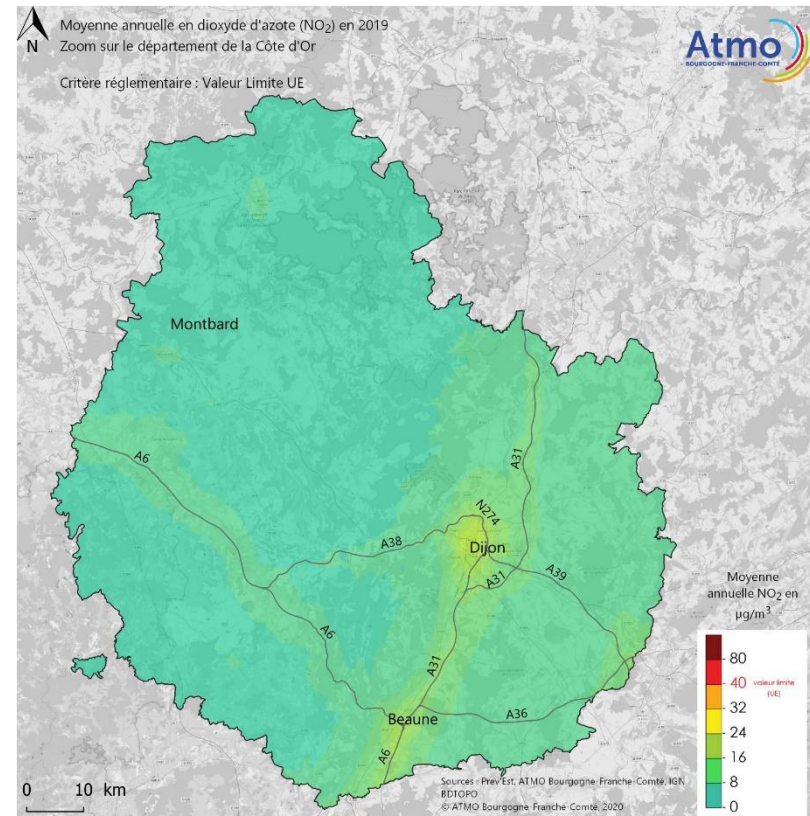 Moyenne annuelle en dioxyde d'azote (NO₂) en 2019
Zoom sur le département de la Côte d'Or
Critère réglementaire : Valeur Limite UE
N
Atmo
BOURGOGNE-FRANCHE-COMTÉ
Montbard
A6
A31
N274
A38
Dijon
A31
A39
A6
A31
Beaune
A36
A6
Moyenne
annuelle NO₂ en
µg/m³
80
40 valeur limite
(UE)
32
24
16
8
0
0 10 km
Sources : Prev'Est, ATMO Bourgogne-Franche-Comté, IGN
BDTOPO
© ATMO Bourgogne-Franche-Comté, 2020